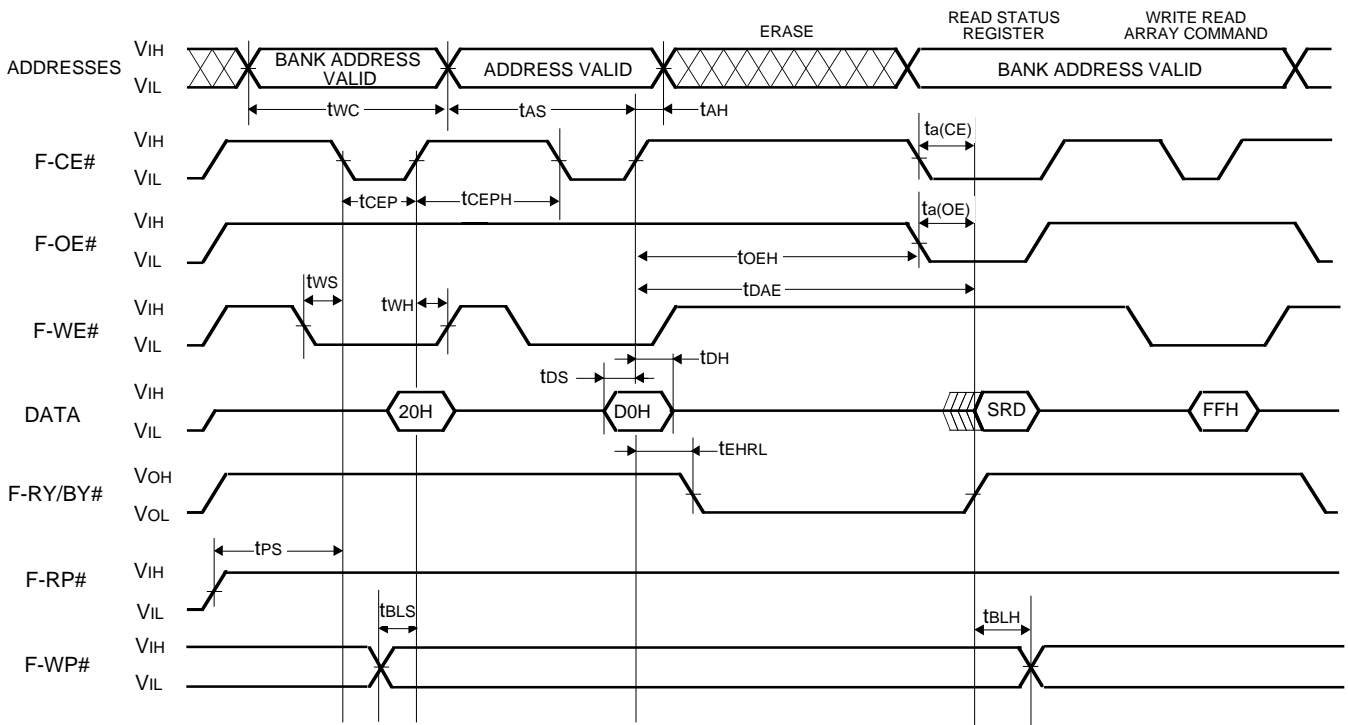 ERASE
READ STATUS
REGISTER
WRITE READ
ARRAY COMMAND
ADDRESSES
VIH
VIL
BANK ADDRESS
VALID
ADDRESS VALID
BANK ADDRESS VALID
tWC
tAS
tAH
F-CE#
VIH
VIL
ta(CE)
tCEP
tCEPH
F-OE#
VIH
VIL
ta(OE)
tOEH
tDAE
F-WE#
VIH
VIL
tWS
tWH
tDH
tDS
DATA
VIH
VIL
20H
D0H
SRD
FFH
tEHRL
F-RY/BY#
VOH
VOL
tPS
F-RP#
VIH
VIL
tBLS
tBLH
F-WP#
VIH
VIL